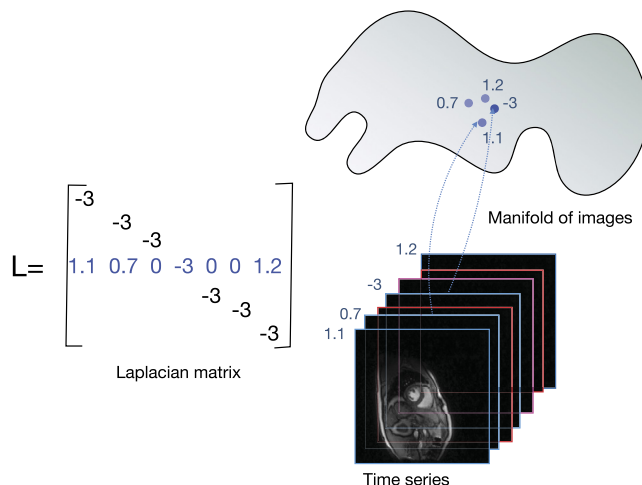 1.2
0.7
-3
1.1
Manifold of images
-3
-3
-3
L=
1.1 0.7 0 -3 0 0 1.2
-3
-3
-3
Laplacian matrix
1.2
-3
0.7
1.1
Time series